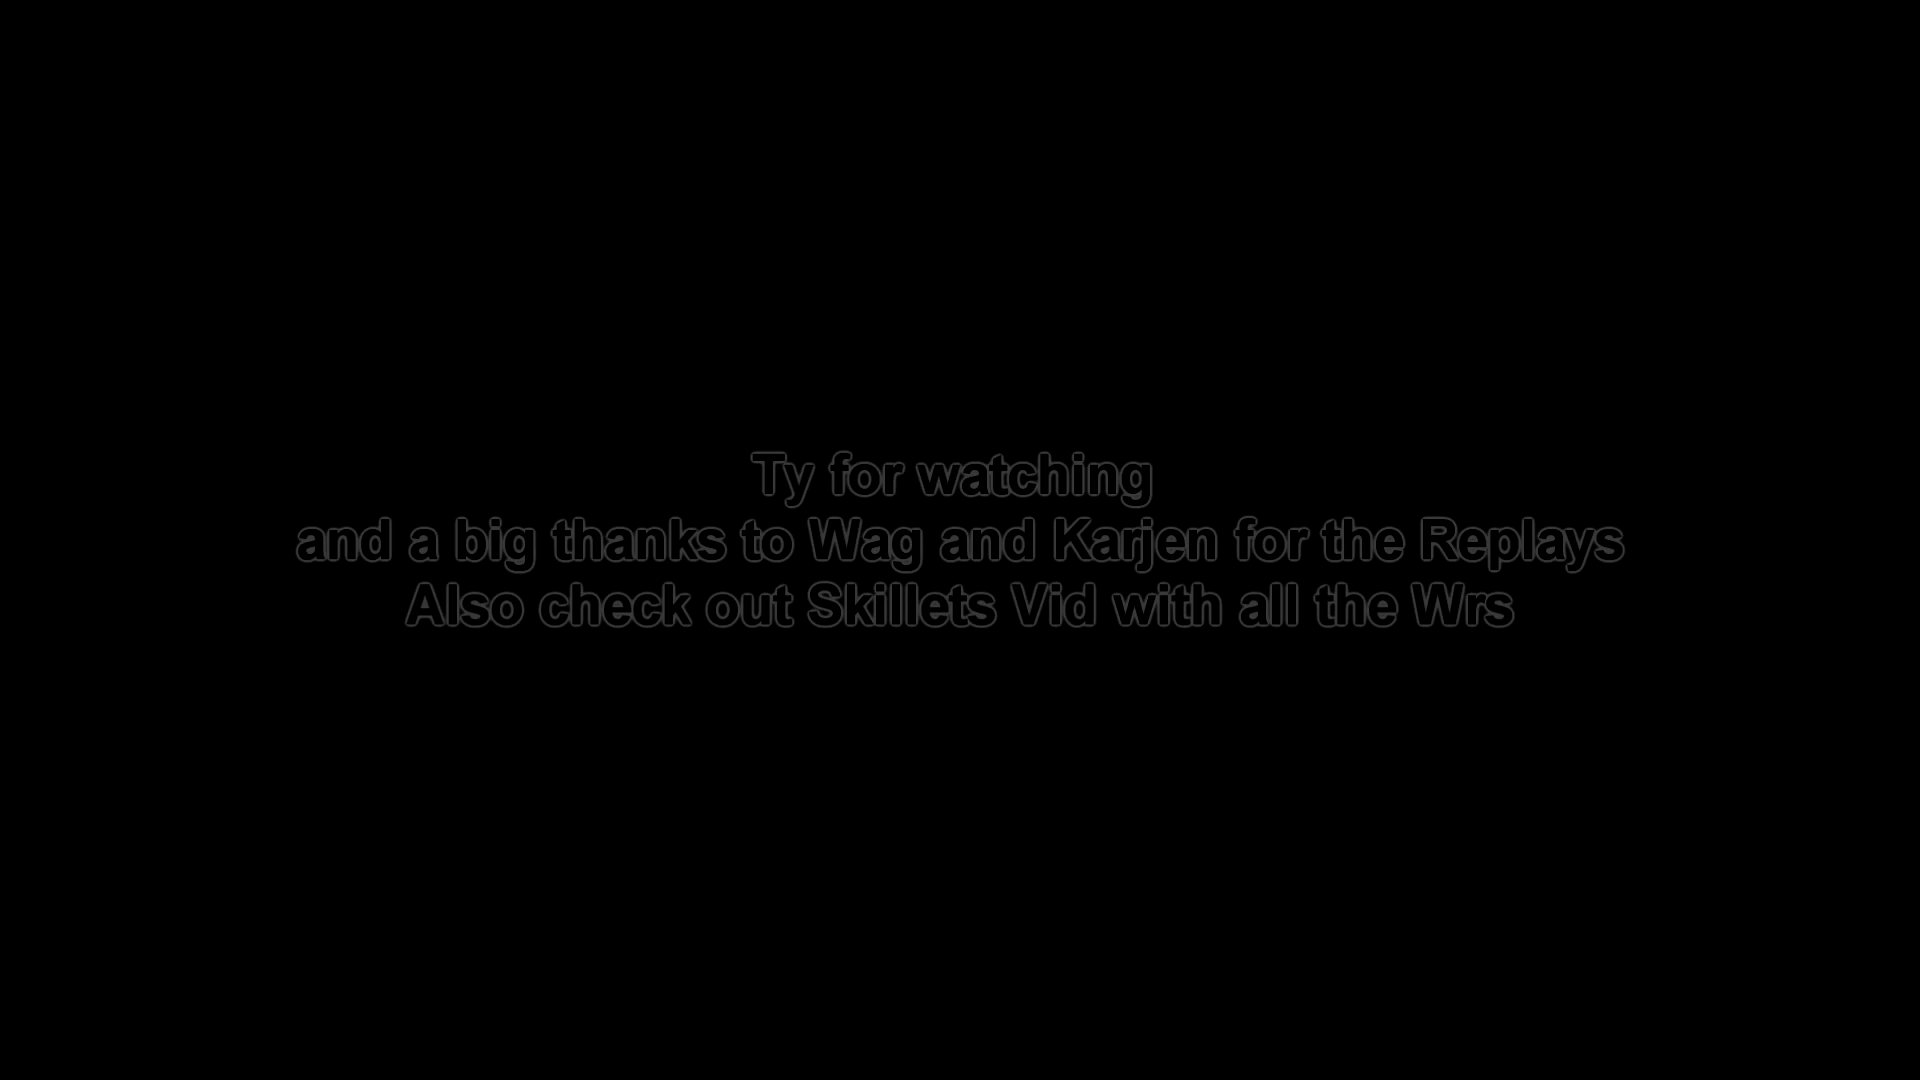 Ty for watching
and a big thanks to Wag and Karjen for the Replays
Also check out Skillets Vid with all the Wrs